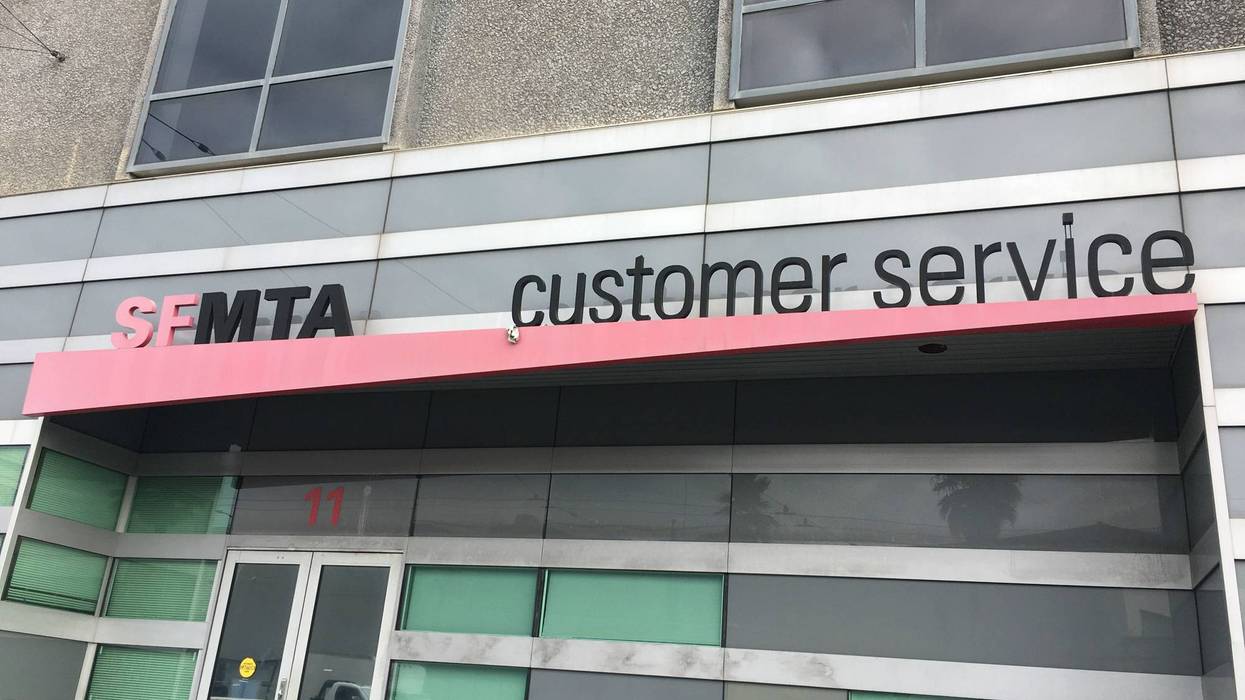 SFMTA customer service
11